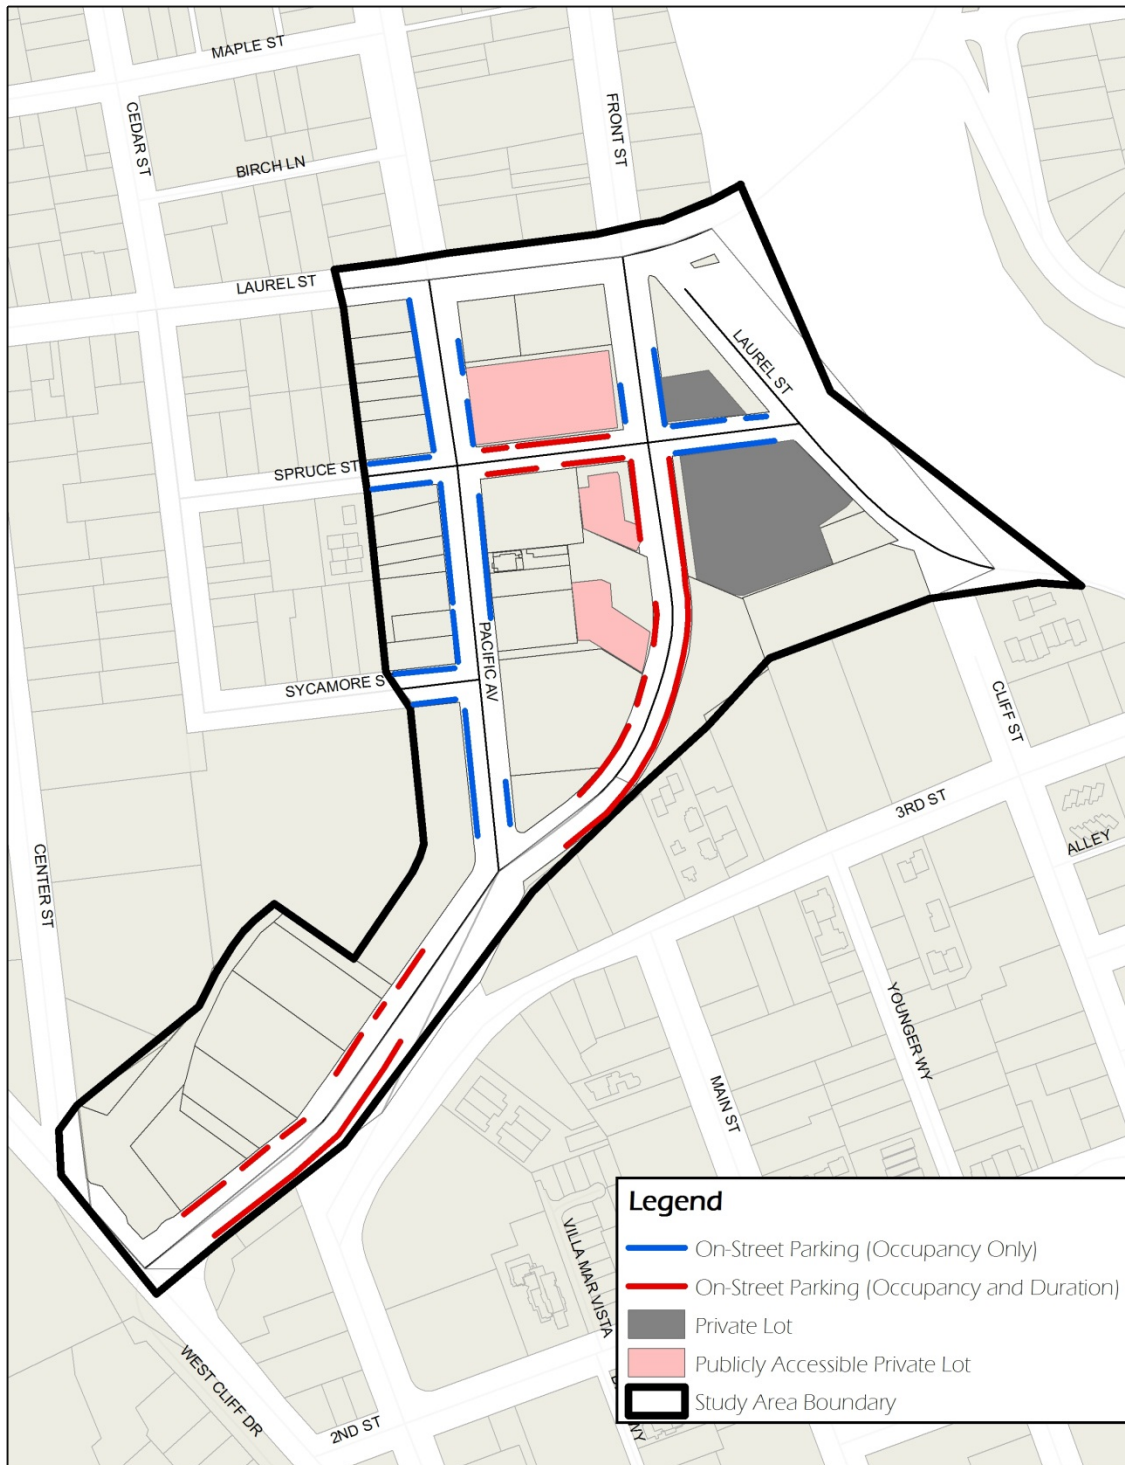 MAPLE ST
CEDAR ST
FRONT ST
BIRCH LN
LAUREL ST
LAUREL ST
SPRUCE ST
PACIFIC AV
SYCAMORE S
CLIFF ST
3RD ST
ALLEY
CENTER ST
YOUNGER WY
MAIN ST
VILLA MAR VISTA
WEST CLIFF DR
2ND ST
WY
Legend
On-Street Parking (Occupancy Only)
On-Street Parking (Occupancy and Duration)
Private Lot
Publicly Accessible Private Lot
Study Area Boundary